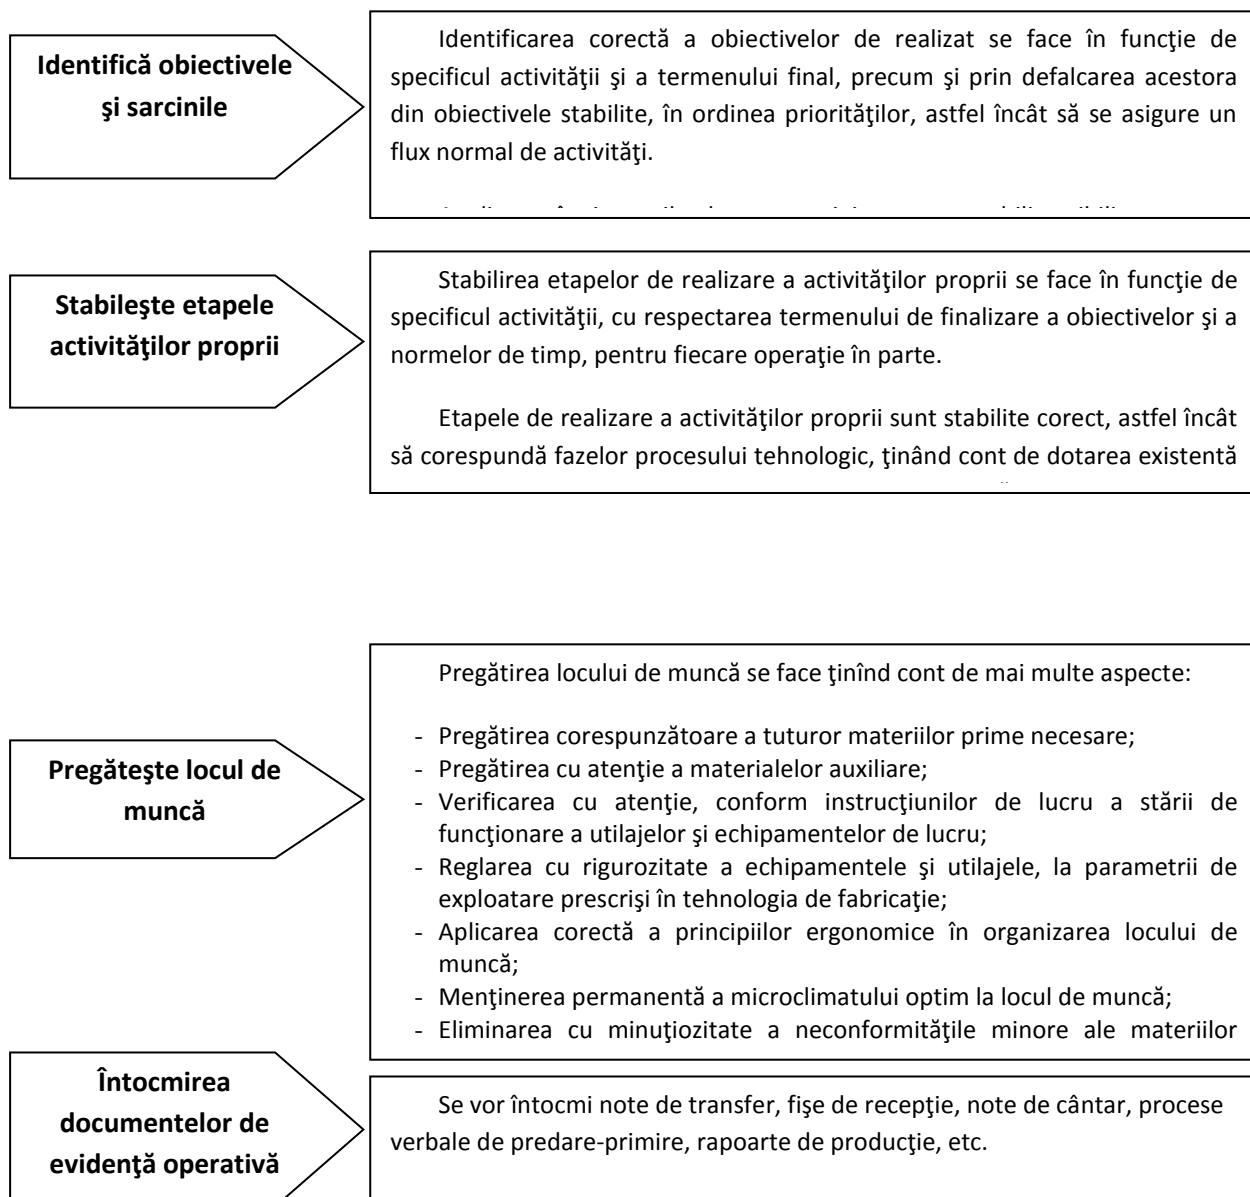 Identifică obiectivele
şi sarcinile
Identificarea corectă a obiectivelor de realizat se face în funcţie de
specificul activităţii şi a termenului final, precum şi prin defalcarea acestora
din obiectivele stabilite, în ordinea priorităţilor, astfel încât să se asigure un
flux normal de activităţi.
Stabileşte etapele
activităţilor proprii
Stabilirea etapelor de realizare a activităţilor proprii se face în funcţie de
specificul activităţii, cu respectarea termenului de finalizare a obiectivelor şi a
normelor de timp, pentru fiecare operaţie în parte.
Etapele de realizare a activităţilor proprii sunt stabilite corect, astfel încât
să corespundă fazelor procesului tehnologic, ţinând cont de dotarea existentă
Pregăteşte locul de
muncă
Pregătirea locului de muncă se face ţinînd cont de mai multe aspecte:
- Pregătirea corespunzătoare a tuturor materiilor prime necesare;
- Pregătirea cu atenţie a materialelor auxiliare;
- Verificarea cu atenţie, conform instrucţiunilor de lucru a stării de
funcţionare a utilajelor şi echipamentelor de lucru;
- Reglarea cu rigurozitate a echipamentele şi utilajele, la parametrii de
exploatare prescrişi în tehnologia de fabricaţie;
- Aplicarea corectă a principiilor ergonomice în organizarea locului de
muncă;
- Menţinerea permanentă a microclimatului optim la locul de muncă;
- Eliminarea cu minuţiozitate a neconformităţile minore ale materiilor
Întocmirea
documentelor de
evidenţă operativă
Se vor întocmi note de transfer, fişe de recepţie, note de cântar, procese
verbale de predare-primire, rapoarte de producţie, etc.